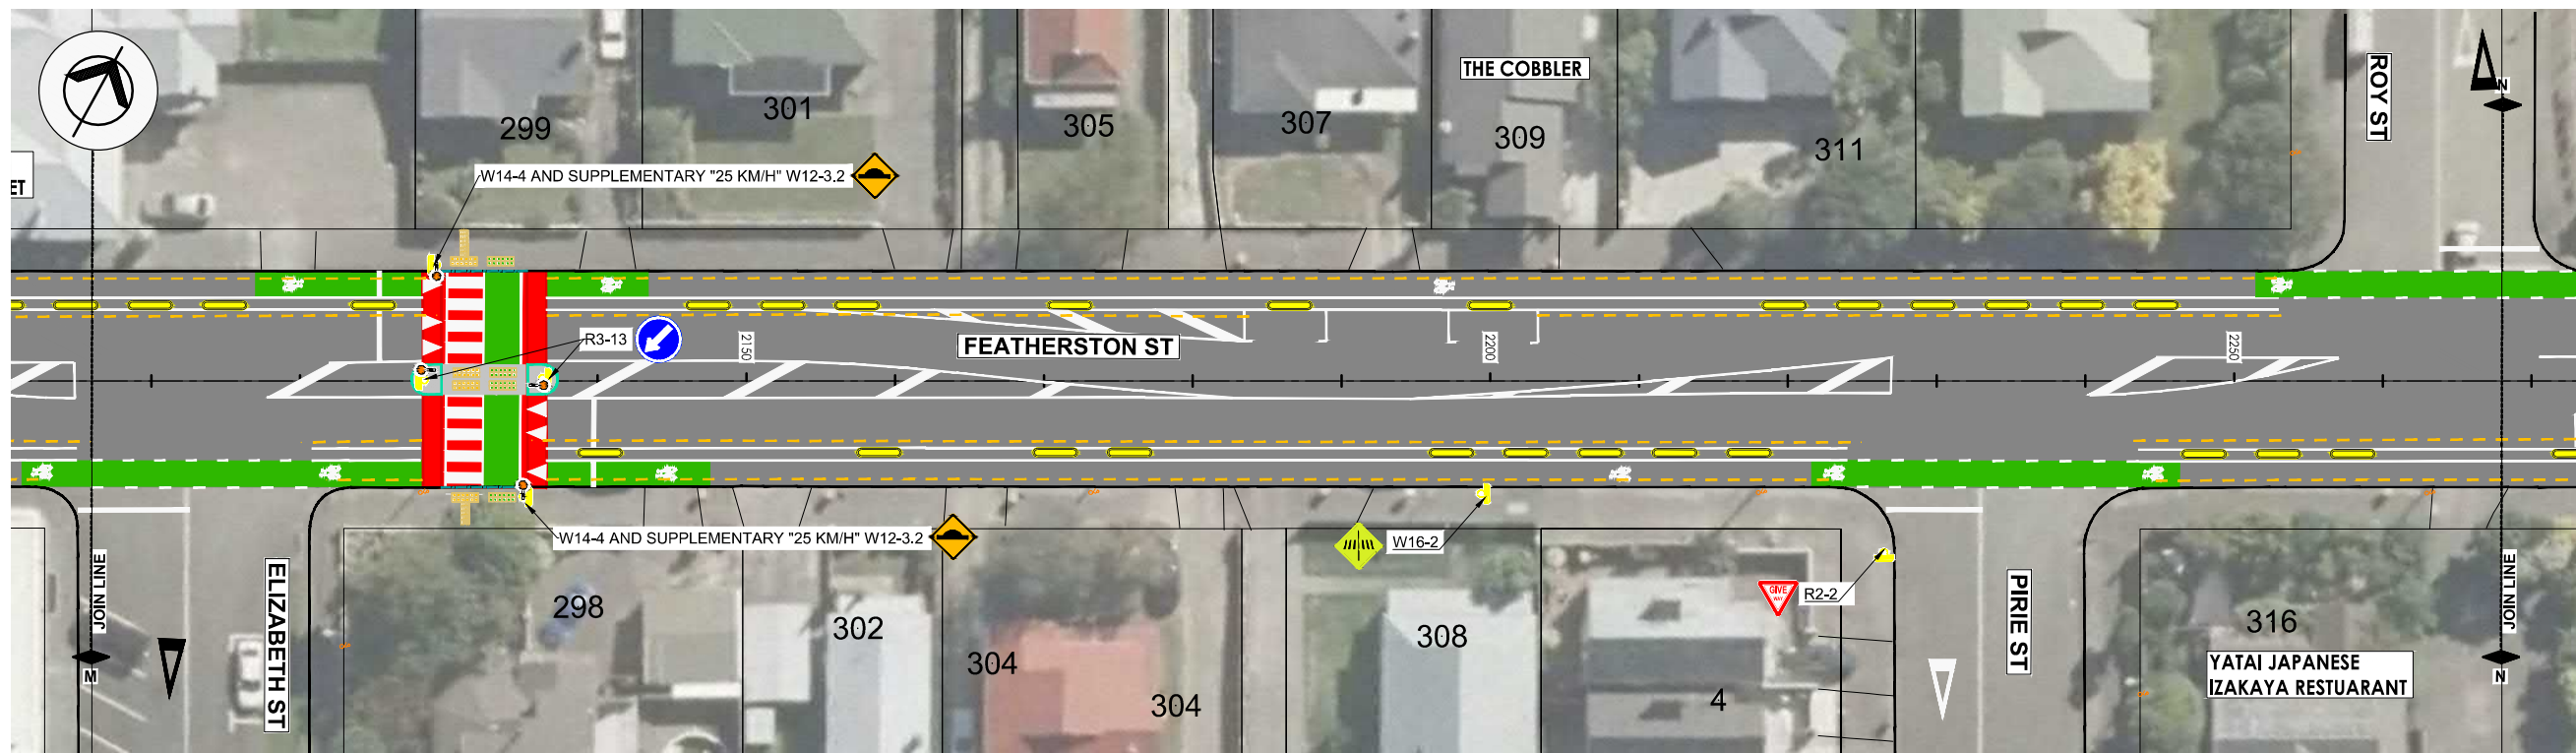 THE COBBLER
ROY ST
N
299
301
305
307
309
311
ET
W14-4 AND SUPPLEMENTARY "25 KM/H" W12-3.2
R3-13
2150
FEATHERSTON ST
2200
2250
W14-4 AND SUPPLEMENTARY "25 KM/H" W12-3.2
W16-2
GIVE
WAY
R2-2
JOIN LINE
M
ELIZABETH ST
298
302
304
304
308
4
PIRIE ST
316
YATAI JAPANESE
IZAKAYA RESTUARANT
JOIN LINE
N